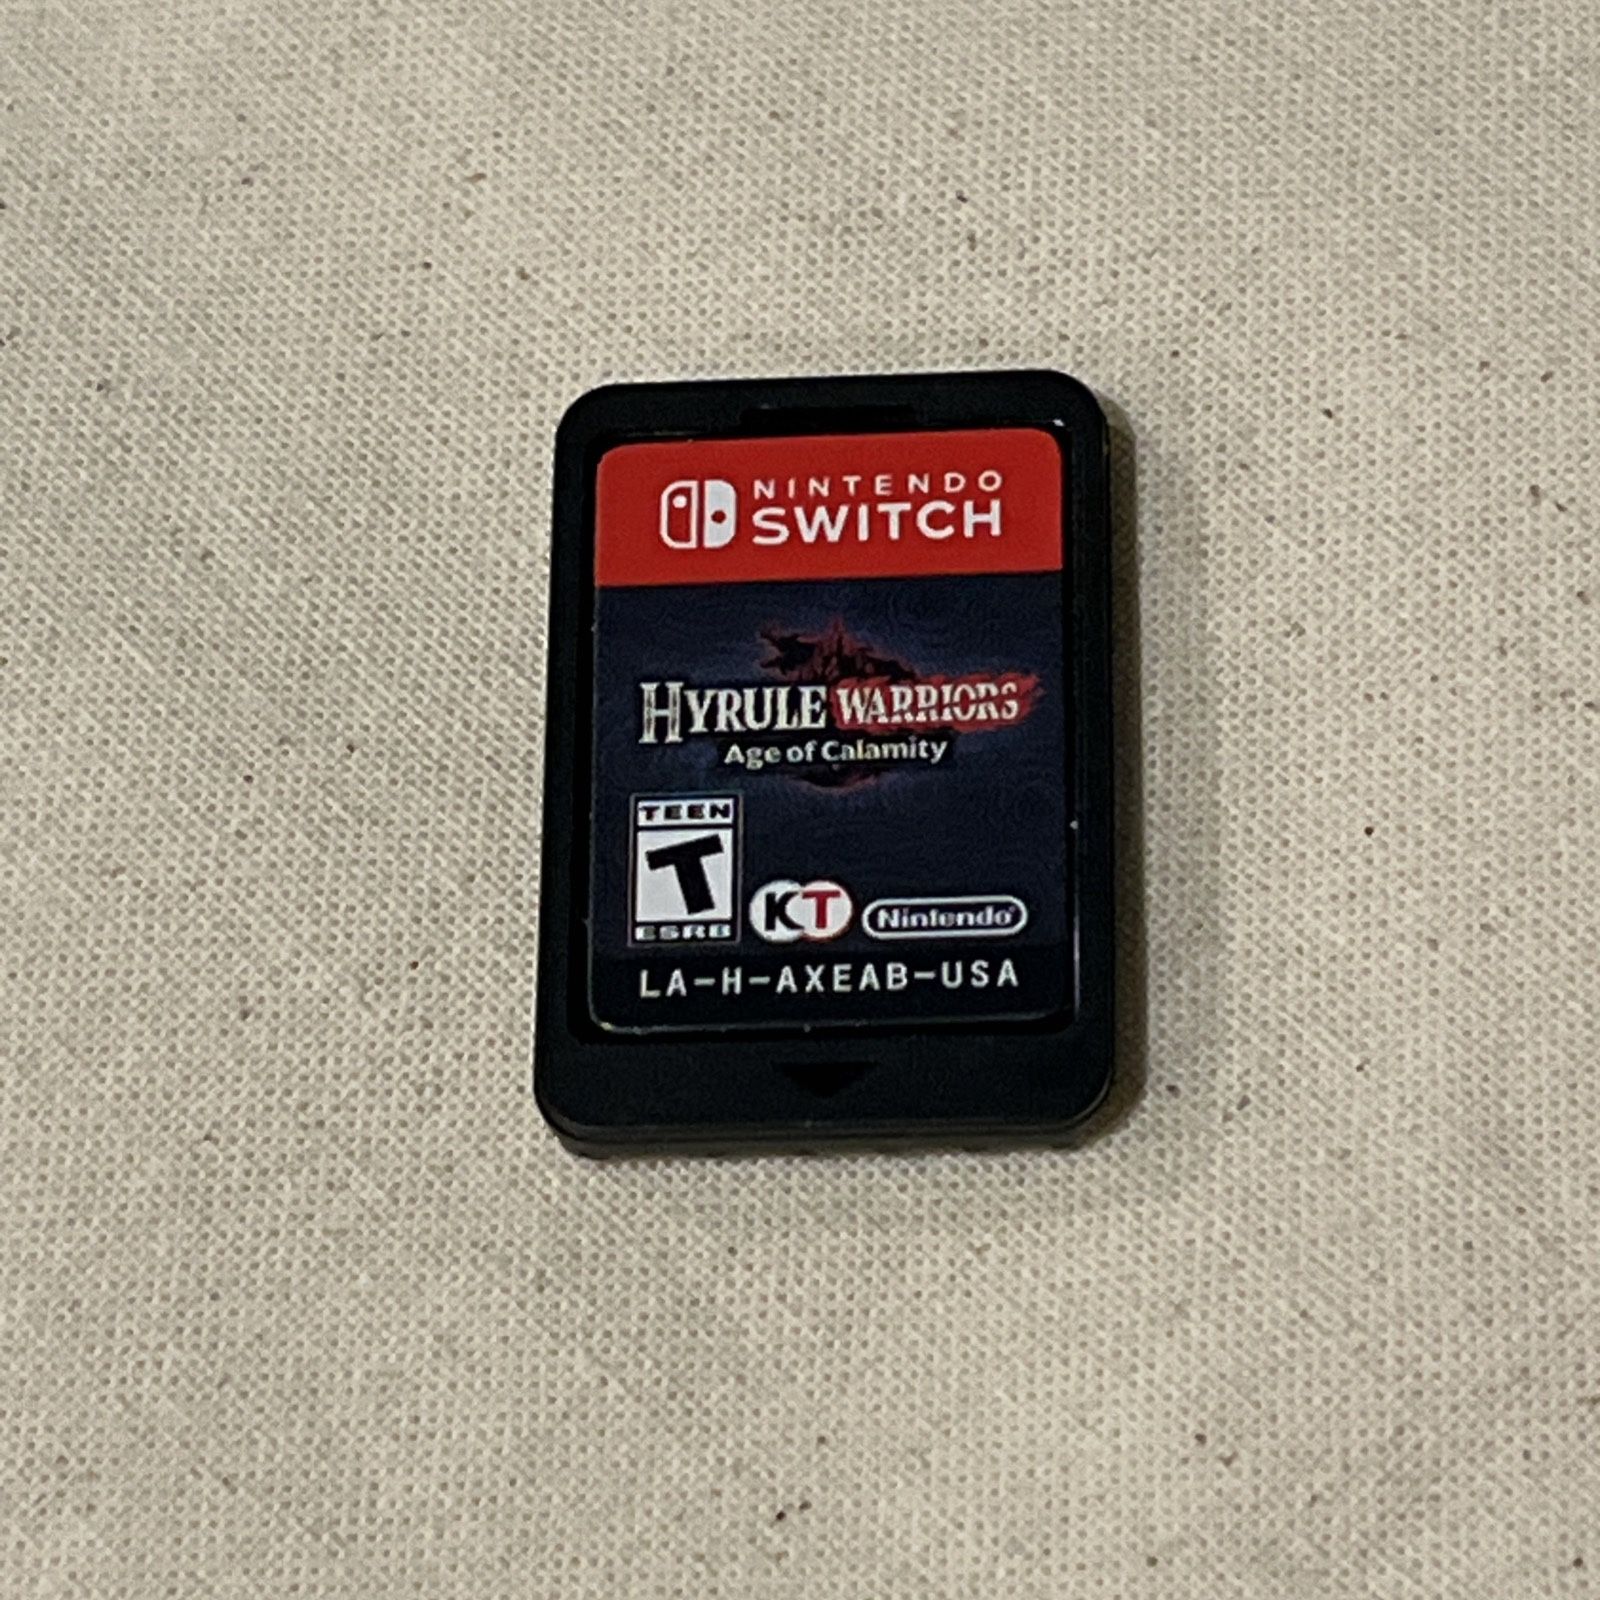 NINTENDO
SWITCH
HYRULE WARRIORS
Age of Calamity
TEEN
T
ESRB
KT
Nintendo
LA-H-AXEAB-USA